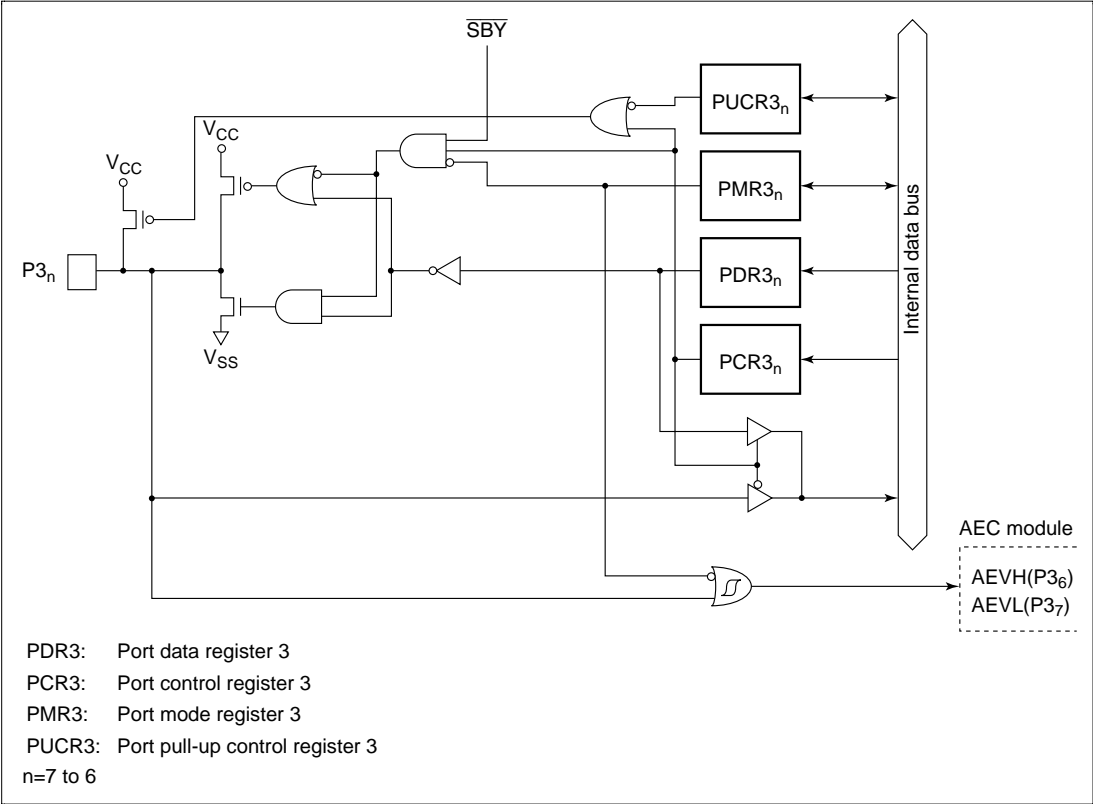 SBY
PUCR3n
VCC
VCC
PMR3n
P3n
PDR3n
VSS
PCR3n
Internal data bus
AEC module
AEVH(P36)
AEVL(P37)
PDR3: Port data register 3
PCR3: Port control register 3
PMR3: Port mode register 3
PUCR3: Port pull-up control register 3
n=7 to 6